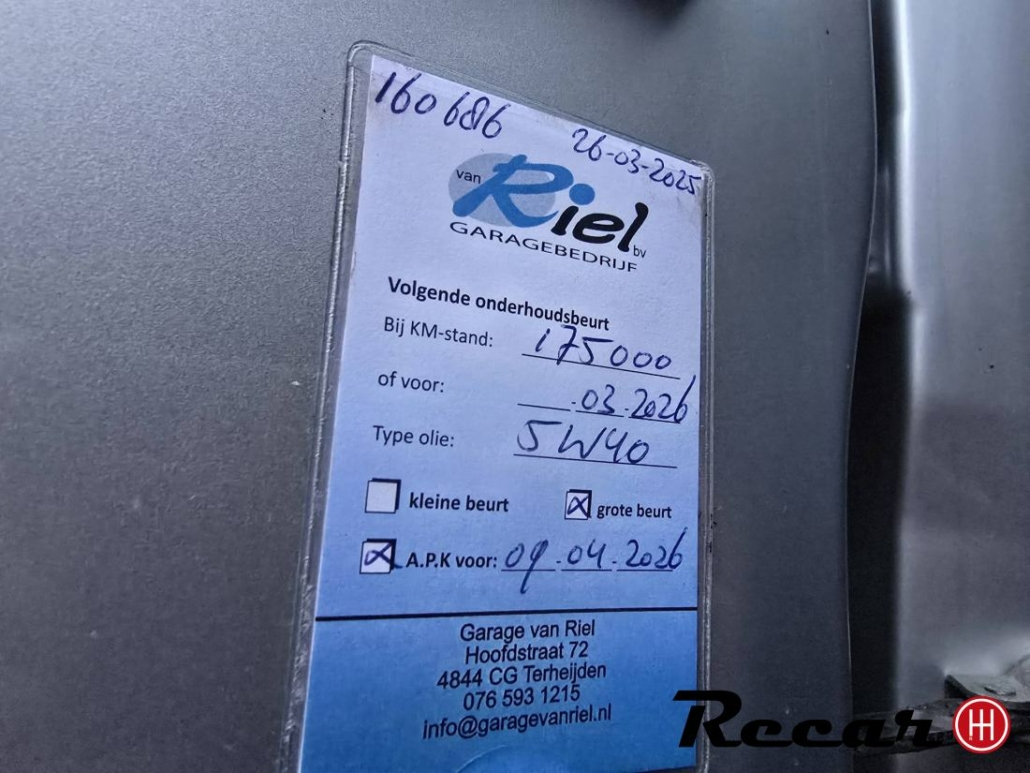 160686 26-03-2025
van Riel bv
GARAGEBEDRIJF
Volgende onderhoudsbeurt
Bij KM-stand: 175000
of voor: .03.2026
Type olie: 5W40
kleine beurt grote beurt
A.P.K voor: 09.04.2026
Garage van Riel
Hoofdstraat 72
4844 CG Terheijden
076 593 1215
info@garagevanriel.nl
Recar H